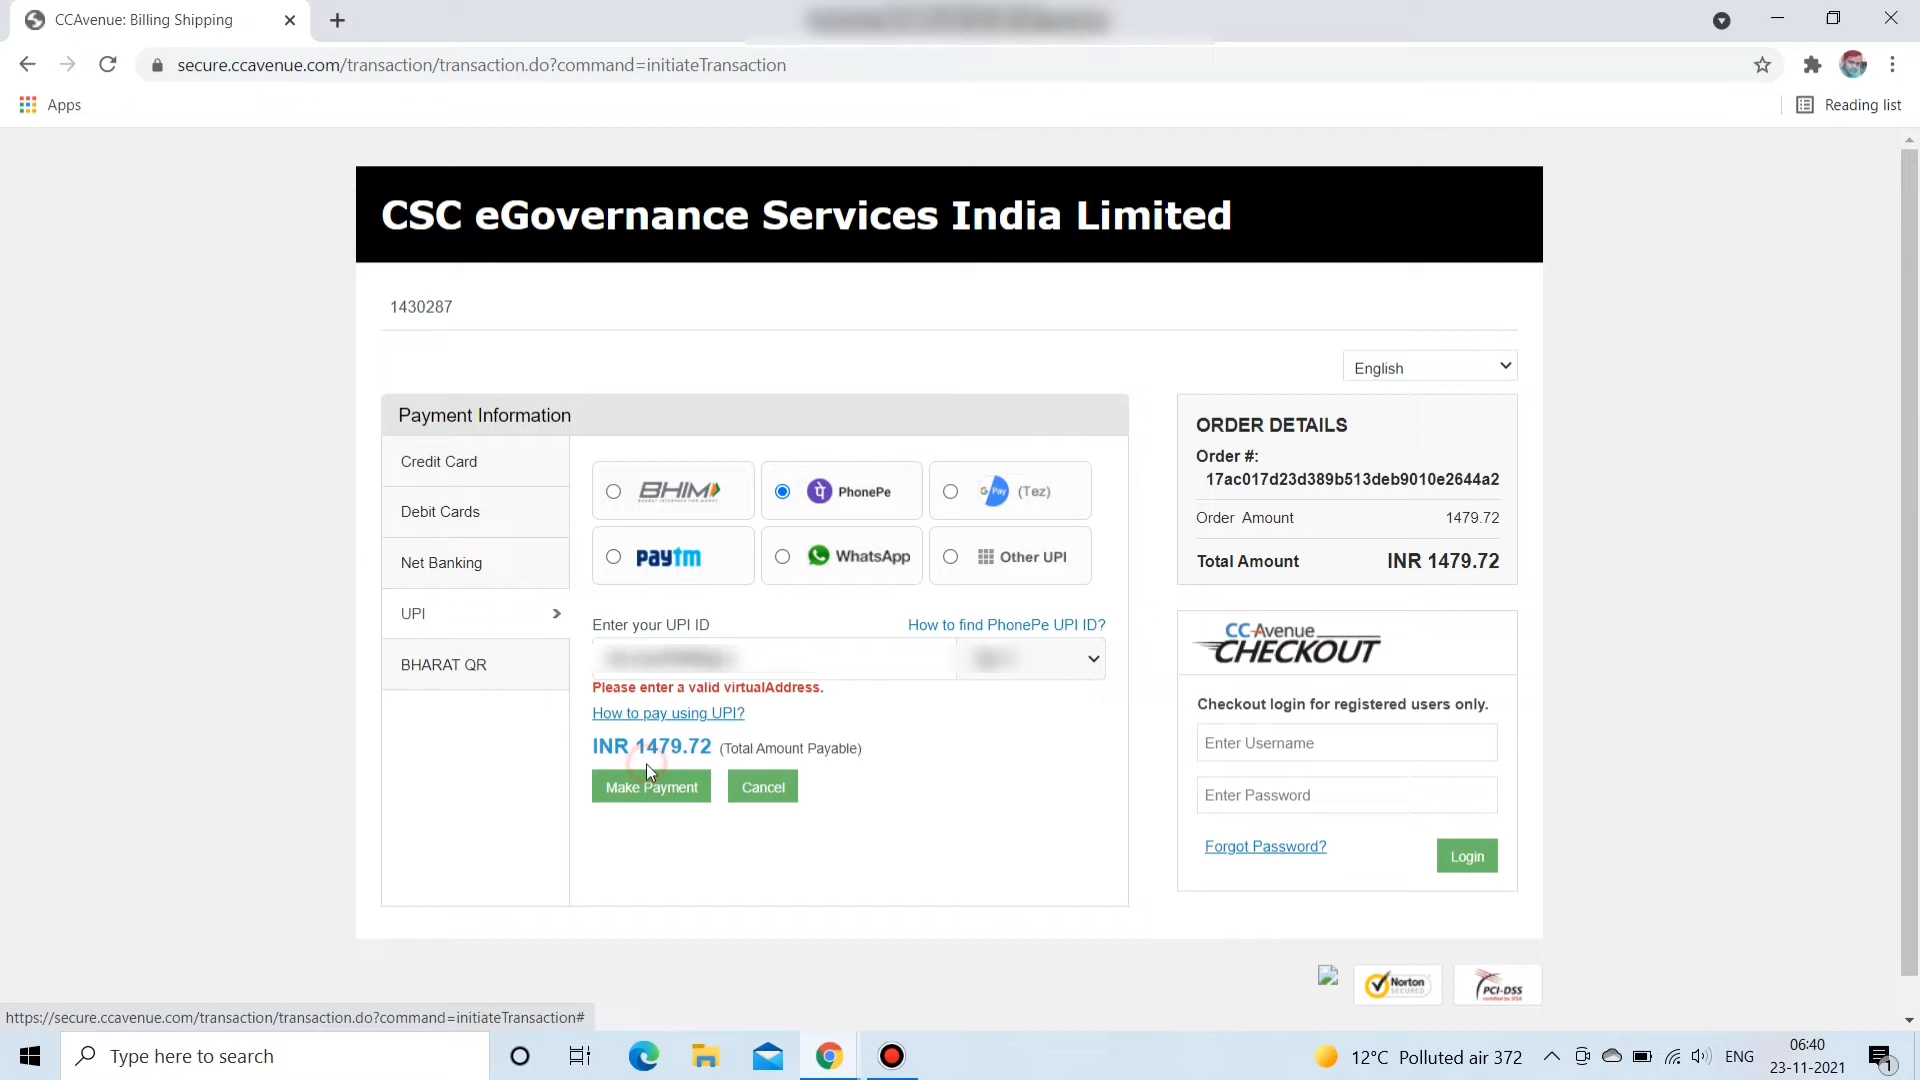 CCAvenue: Billing Shipping
secure.ccavenue.com/transaction/transaction.do?command=initiateTransaction
Apps
Reading list
CSC eGovernance Services India Limited
1430287
English
Payment Information
Credit Card
Debit Cards
Net Banking
UPI
BHARAT QR
BHIM
PhonePe
G Pay (Tez)
paytm
WhatsApp
Other UPI
Enter your UPI ID
How to find PhonePe UPI ID?
Please enter a valid virtualAddress.
How to pay using UPI?
INR 1479.72 (Total Amount Payable)
Make Payment
Cancel
ORDER DETAILS
Order #:
17ac017d23d389b513deb9010e2644a2
Order Amount 1479.72
Total Amount INR 1479.72
CCAvenue
CHECKOUT
Checkout login for registered users only.
Enter Username
Enter Password
Forgot Password?
Login
Norton
SECURED
PCI-DSS
https://secure.ccavenue.com/transaction/transaction.do?command=initiateTransaction#
Type here to search
12°C Polluted air 372
ENG
06:40
23-11-2021
1